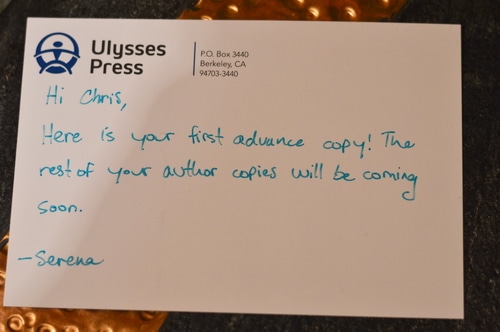 Ulysses
Press
P.O. Box 3440
Berkeley, CA
94703-3440
Hi Chris,
Here is your first advance copy! The
rest of your author copies will be coming
soon.
-Serena